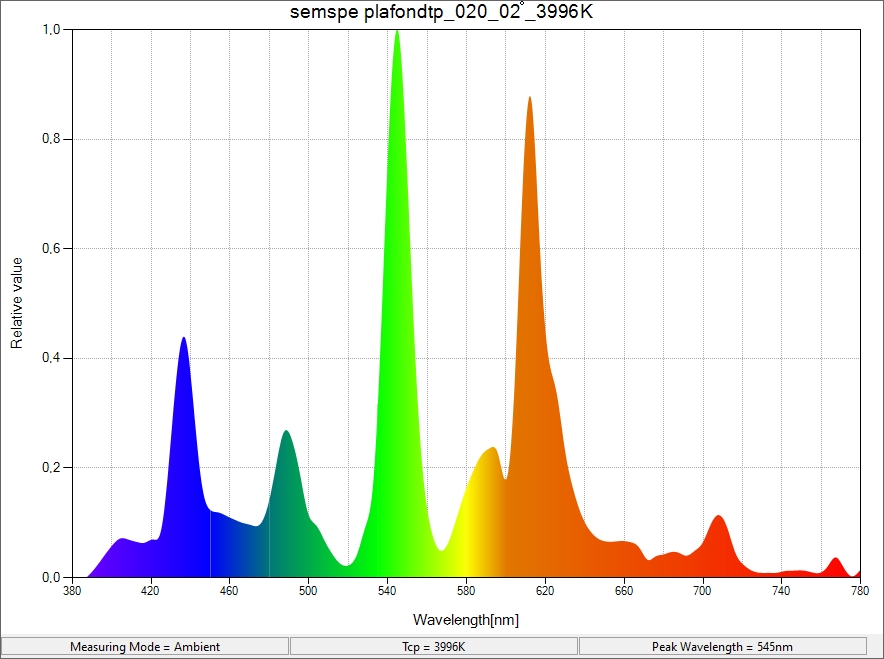 semspe plafondtp_020_02°_3996K
1,0
0,8
0,6
0,4
0,2
0,0
Relative value
380 420 460 500 540 580 620 660 700 740 780
Wavelength[nm]
Measuring Mode = Ambient Tcp = 3996K Peak Wavelength = 545nm